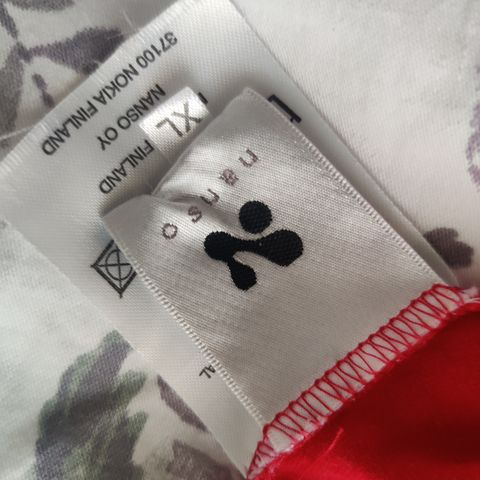 nanso
XL
FINLAND
NANSO OY
37100 NOKIA FINLAND